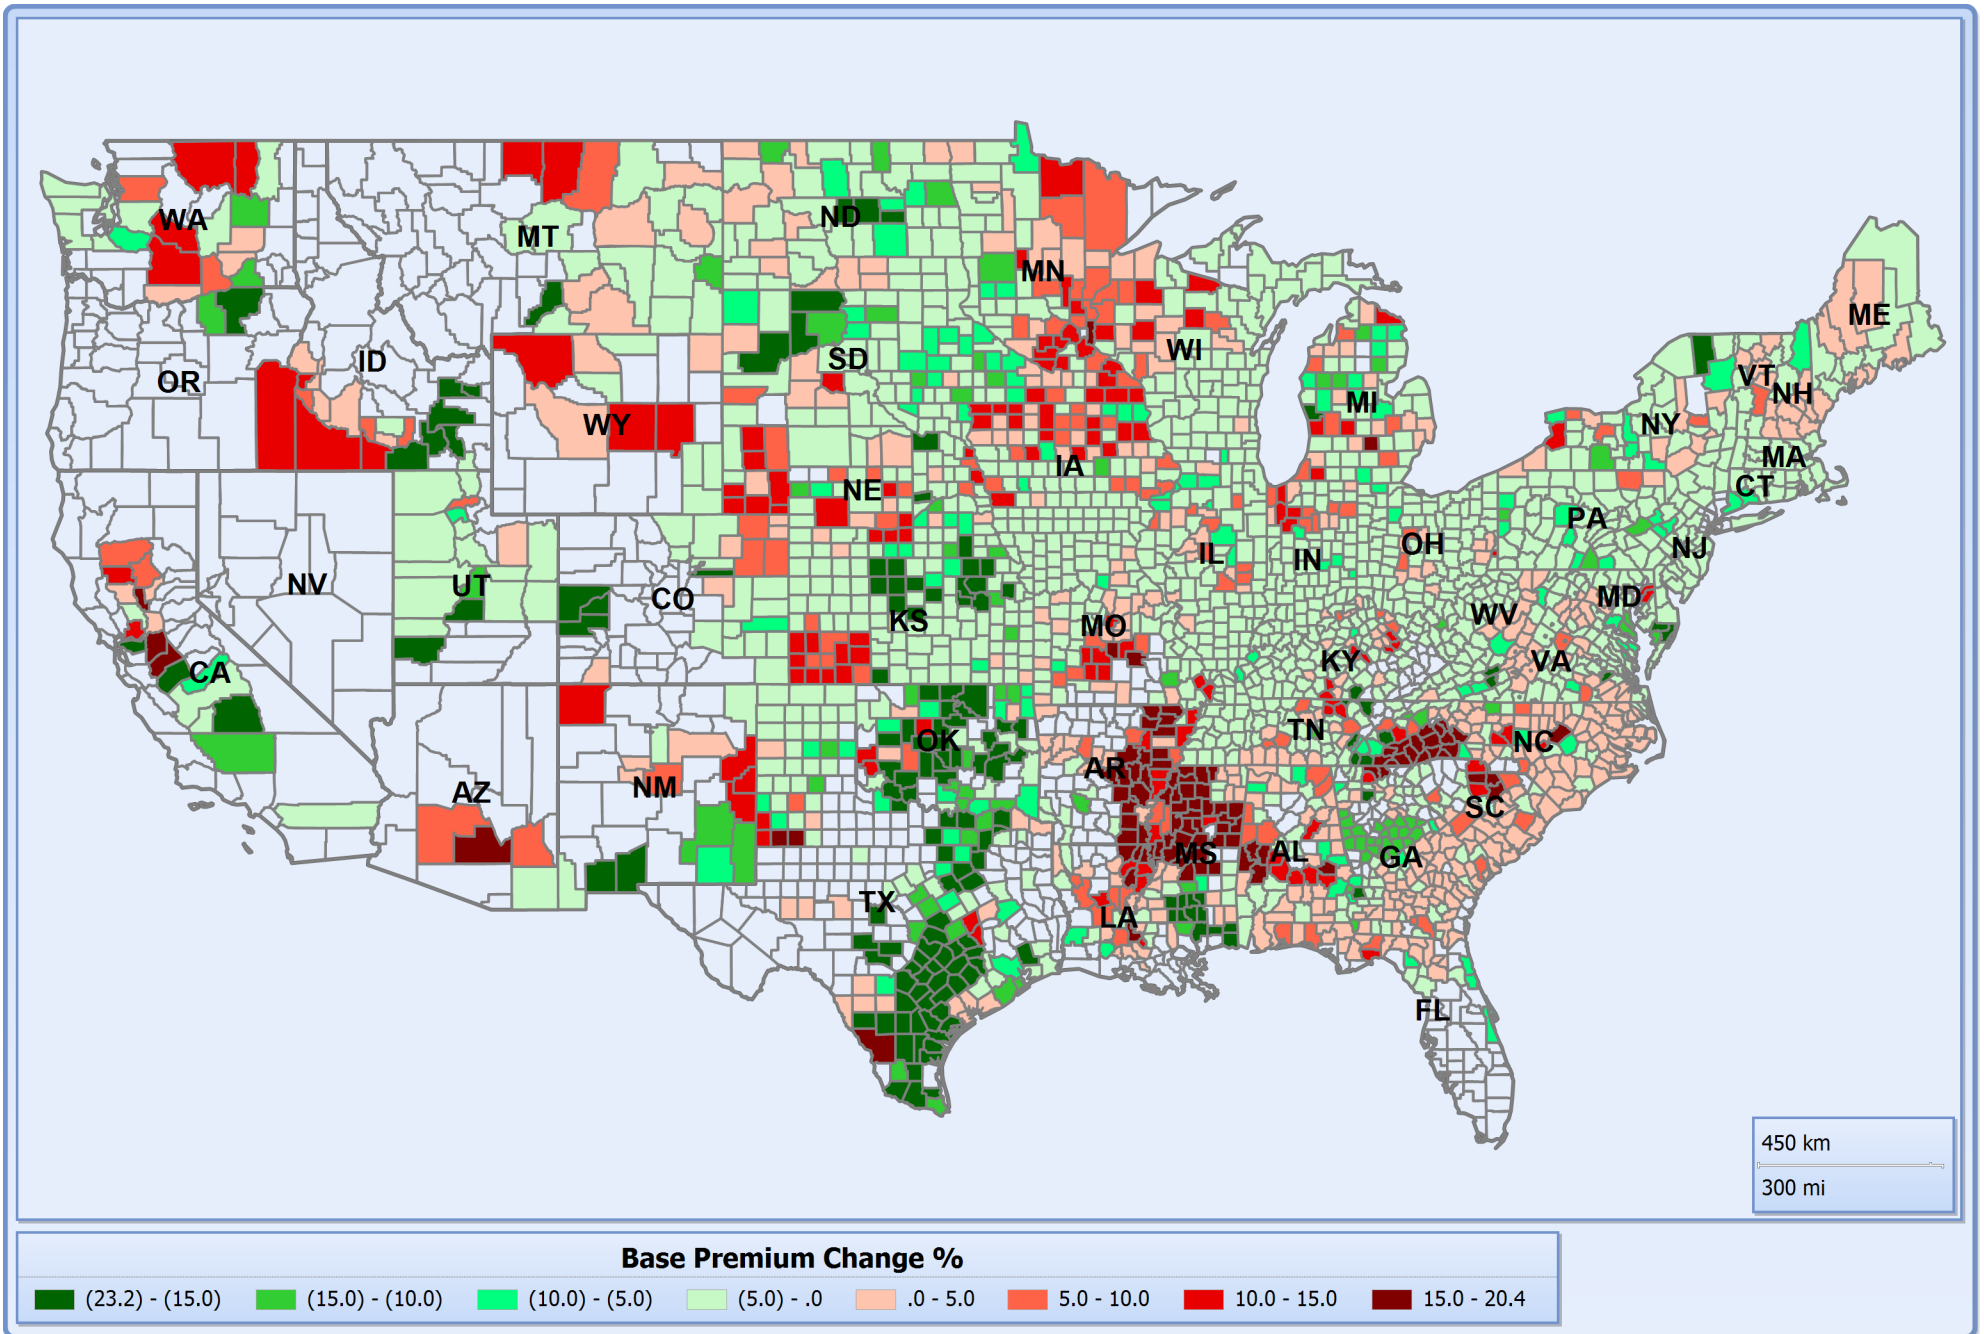 WA
MT
ND
MN
ME
OR
ID
SD
WI
VT
NH
MI
NY
WY
IA
MA
CT
NE
PA
NJ
IL
IN
OH
NV
UT
CO
KS
MO
MD
WV
CA
KY
VA
OK
TN
NC
AZ
NM
AR
SC
MS
AL
GA
TX
LA
FL
450 km
300 mi
Base Premium Change %
(23.2) - (15.0)
(15.0) - (10.0)
(10.0) - (5.0)
(5.0) - .0
.0 - 5.0
5.0 - 10.0
10.0 - 15.0
15.0 - 20.4